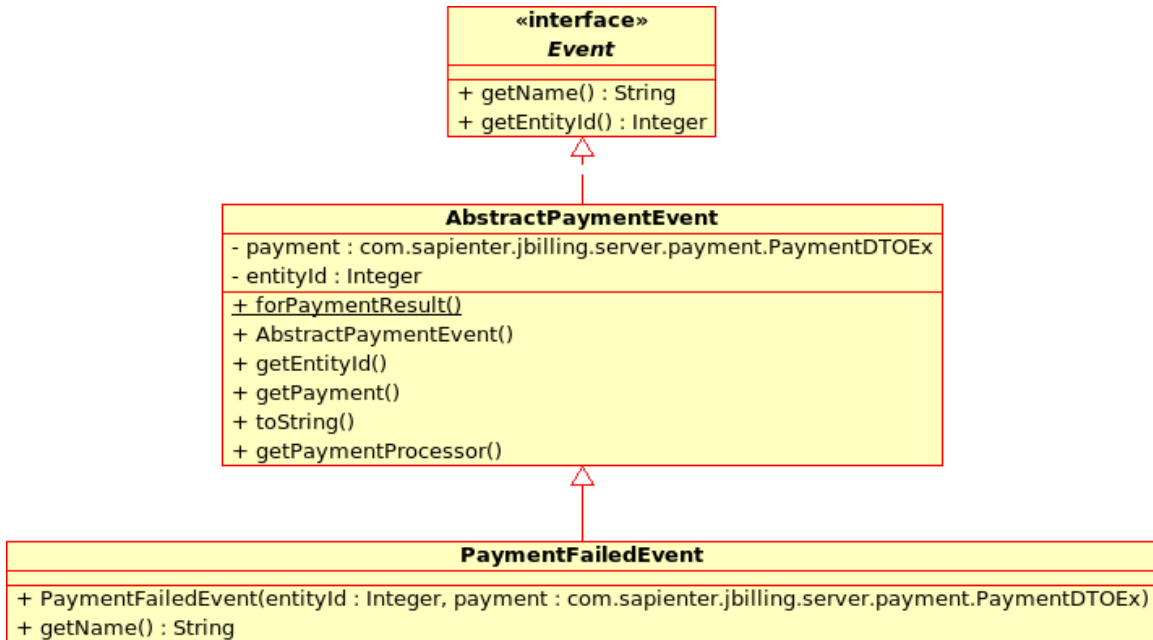 «interface»
Event
+ getName() : String
+ getEntityId() : Integer
AbstractPaymentEvent
- payment : com.sapienter.jbilling.server.payment.PaymentDTOEx
- entityId : Integer
+ forPaymentResult()
+ AbstractPaymentEvent()
+ getEntityId()
+ getPayment()
+ toString()
+ getPaymentProcessor()
PaymentFailedEvent
+ PaymentFailedEvent(entityId : Integer, payment : com.sapienter.jbilling.server.payment.PaymentDTOEx)
+ getName() : String